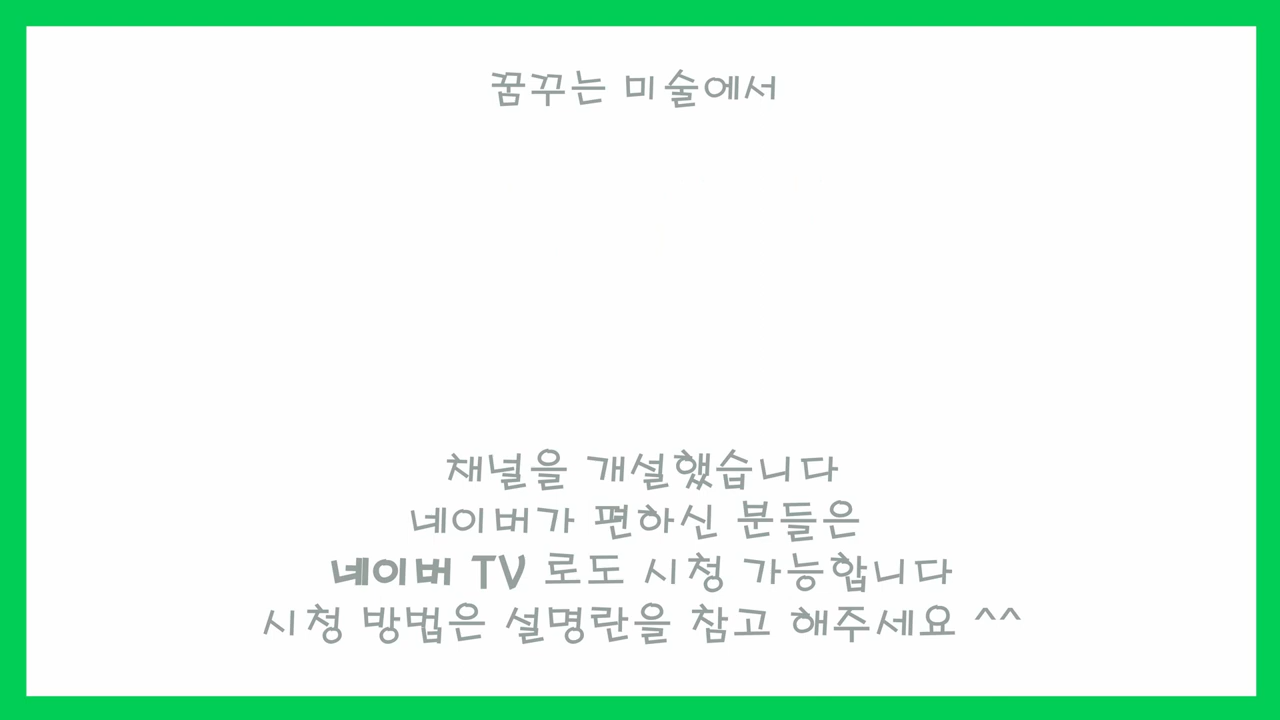 꿈꾸는 미술에서
채널을 개설했습니다
네이버가 편하신 분들은
네이버 TV 로도 시청 가능합니다
시청 방법은 설명란을 참고 해주세요 ^^